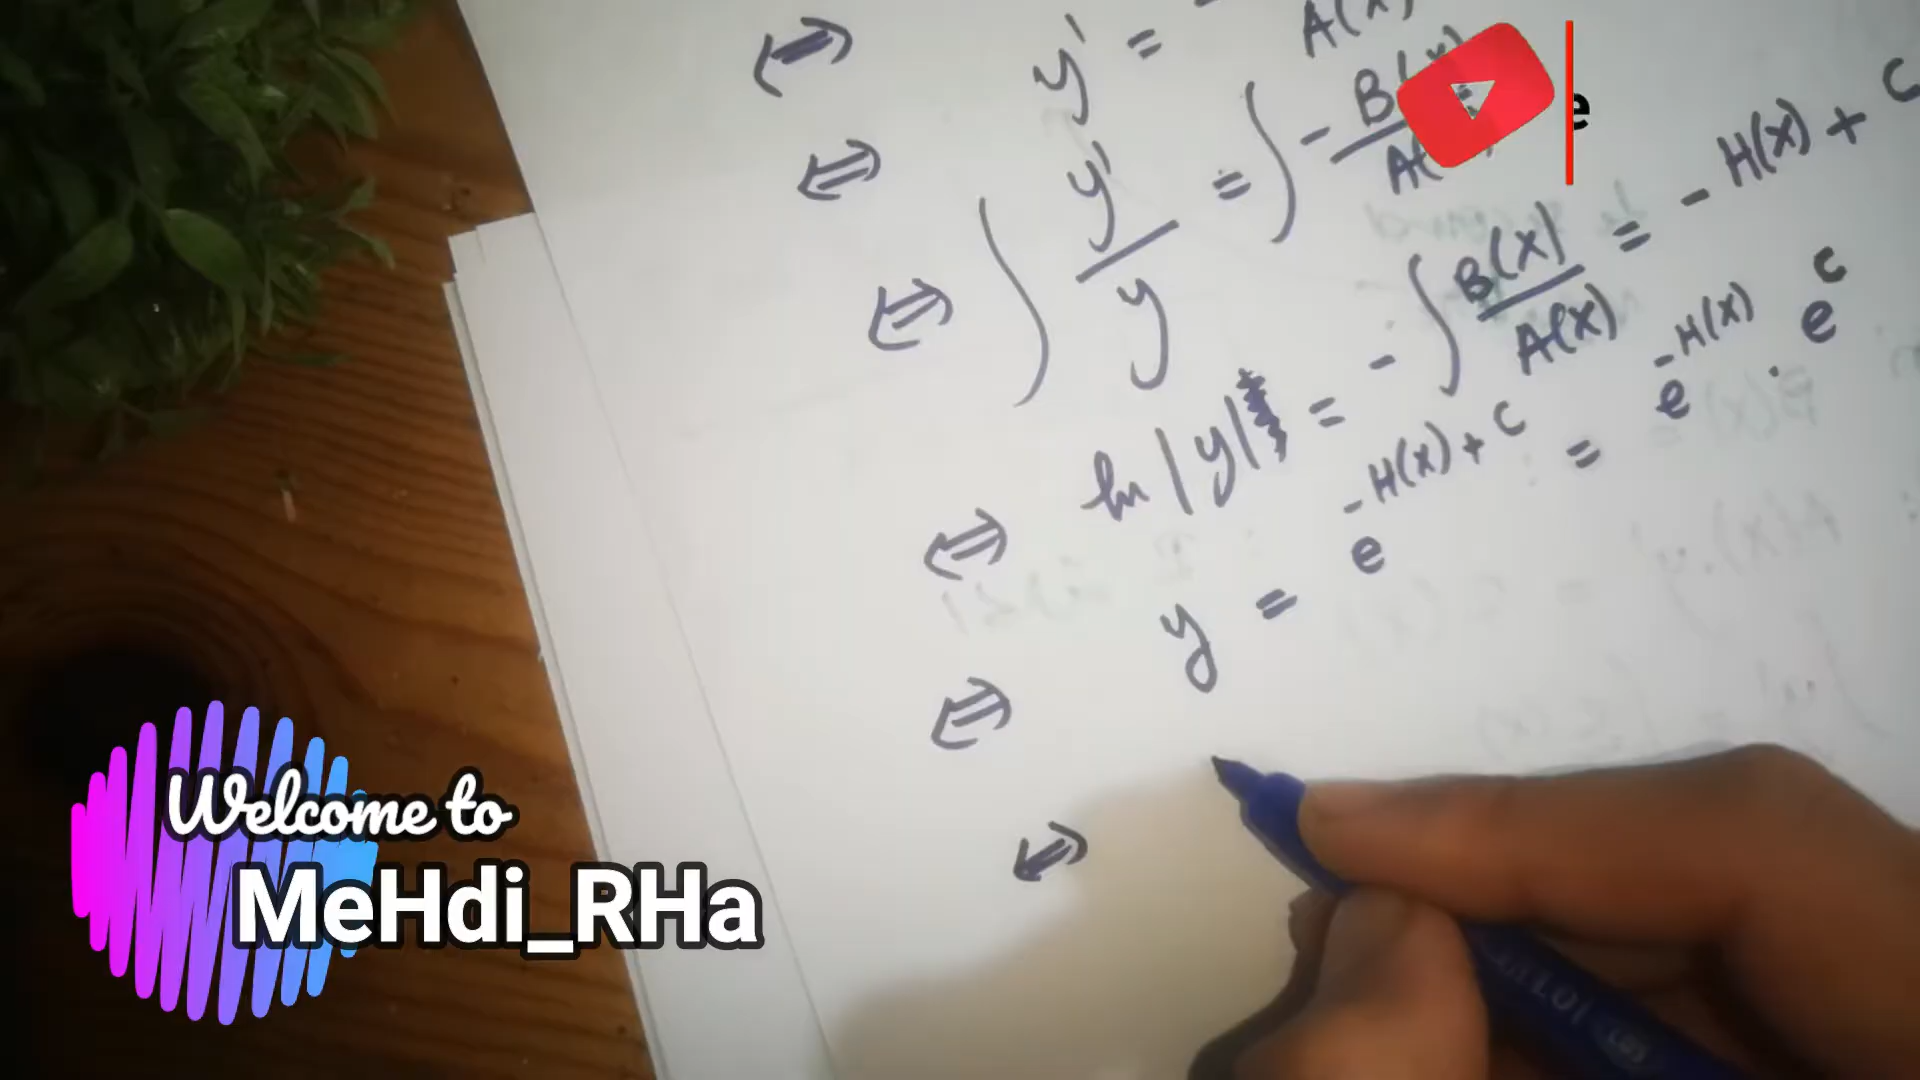 ⇔ y' = - A(x)
⇔ ∫ y'/y = ∫ - B(x)/A(
⇔ ln |y| = - ∫ B(x)/A(x) = - H(x) + c
⇔ y = e^{-H(x) + c} = e^{-H(x)} . e^c
⇔
⇔
e
Welcome to
MeHdi_RHa